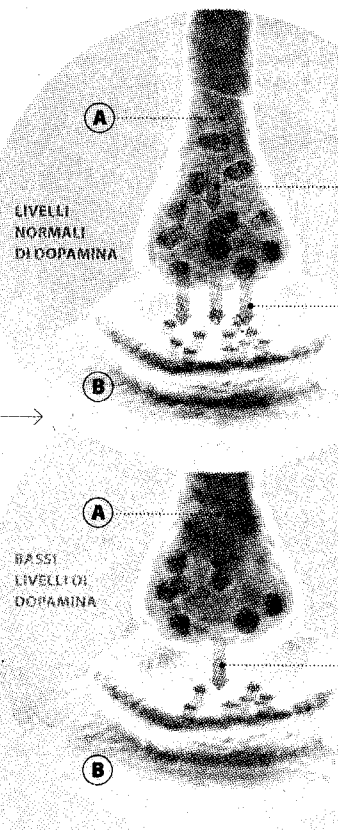 A
LIVELLI
NORMALI
DI DOPAMINA
B
A
BASSI
LIVELLI DI
DOPAMINA
B